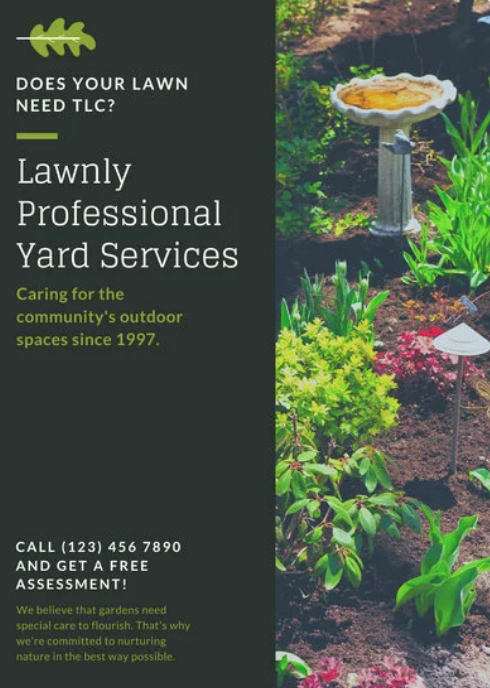 DOES YOUR LAWN
NEED TLC?
Lawnly
Professional
Yard Services
Caring for the
community's outdoor
spaces since 1997.
CALL (123) 456 7890
AND GET A FREE
ASSESSMENT!
We believe that gardens need
special care to flourish. That's why
we're committed to nurturing
nature in the best way possible.